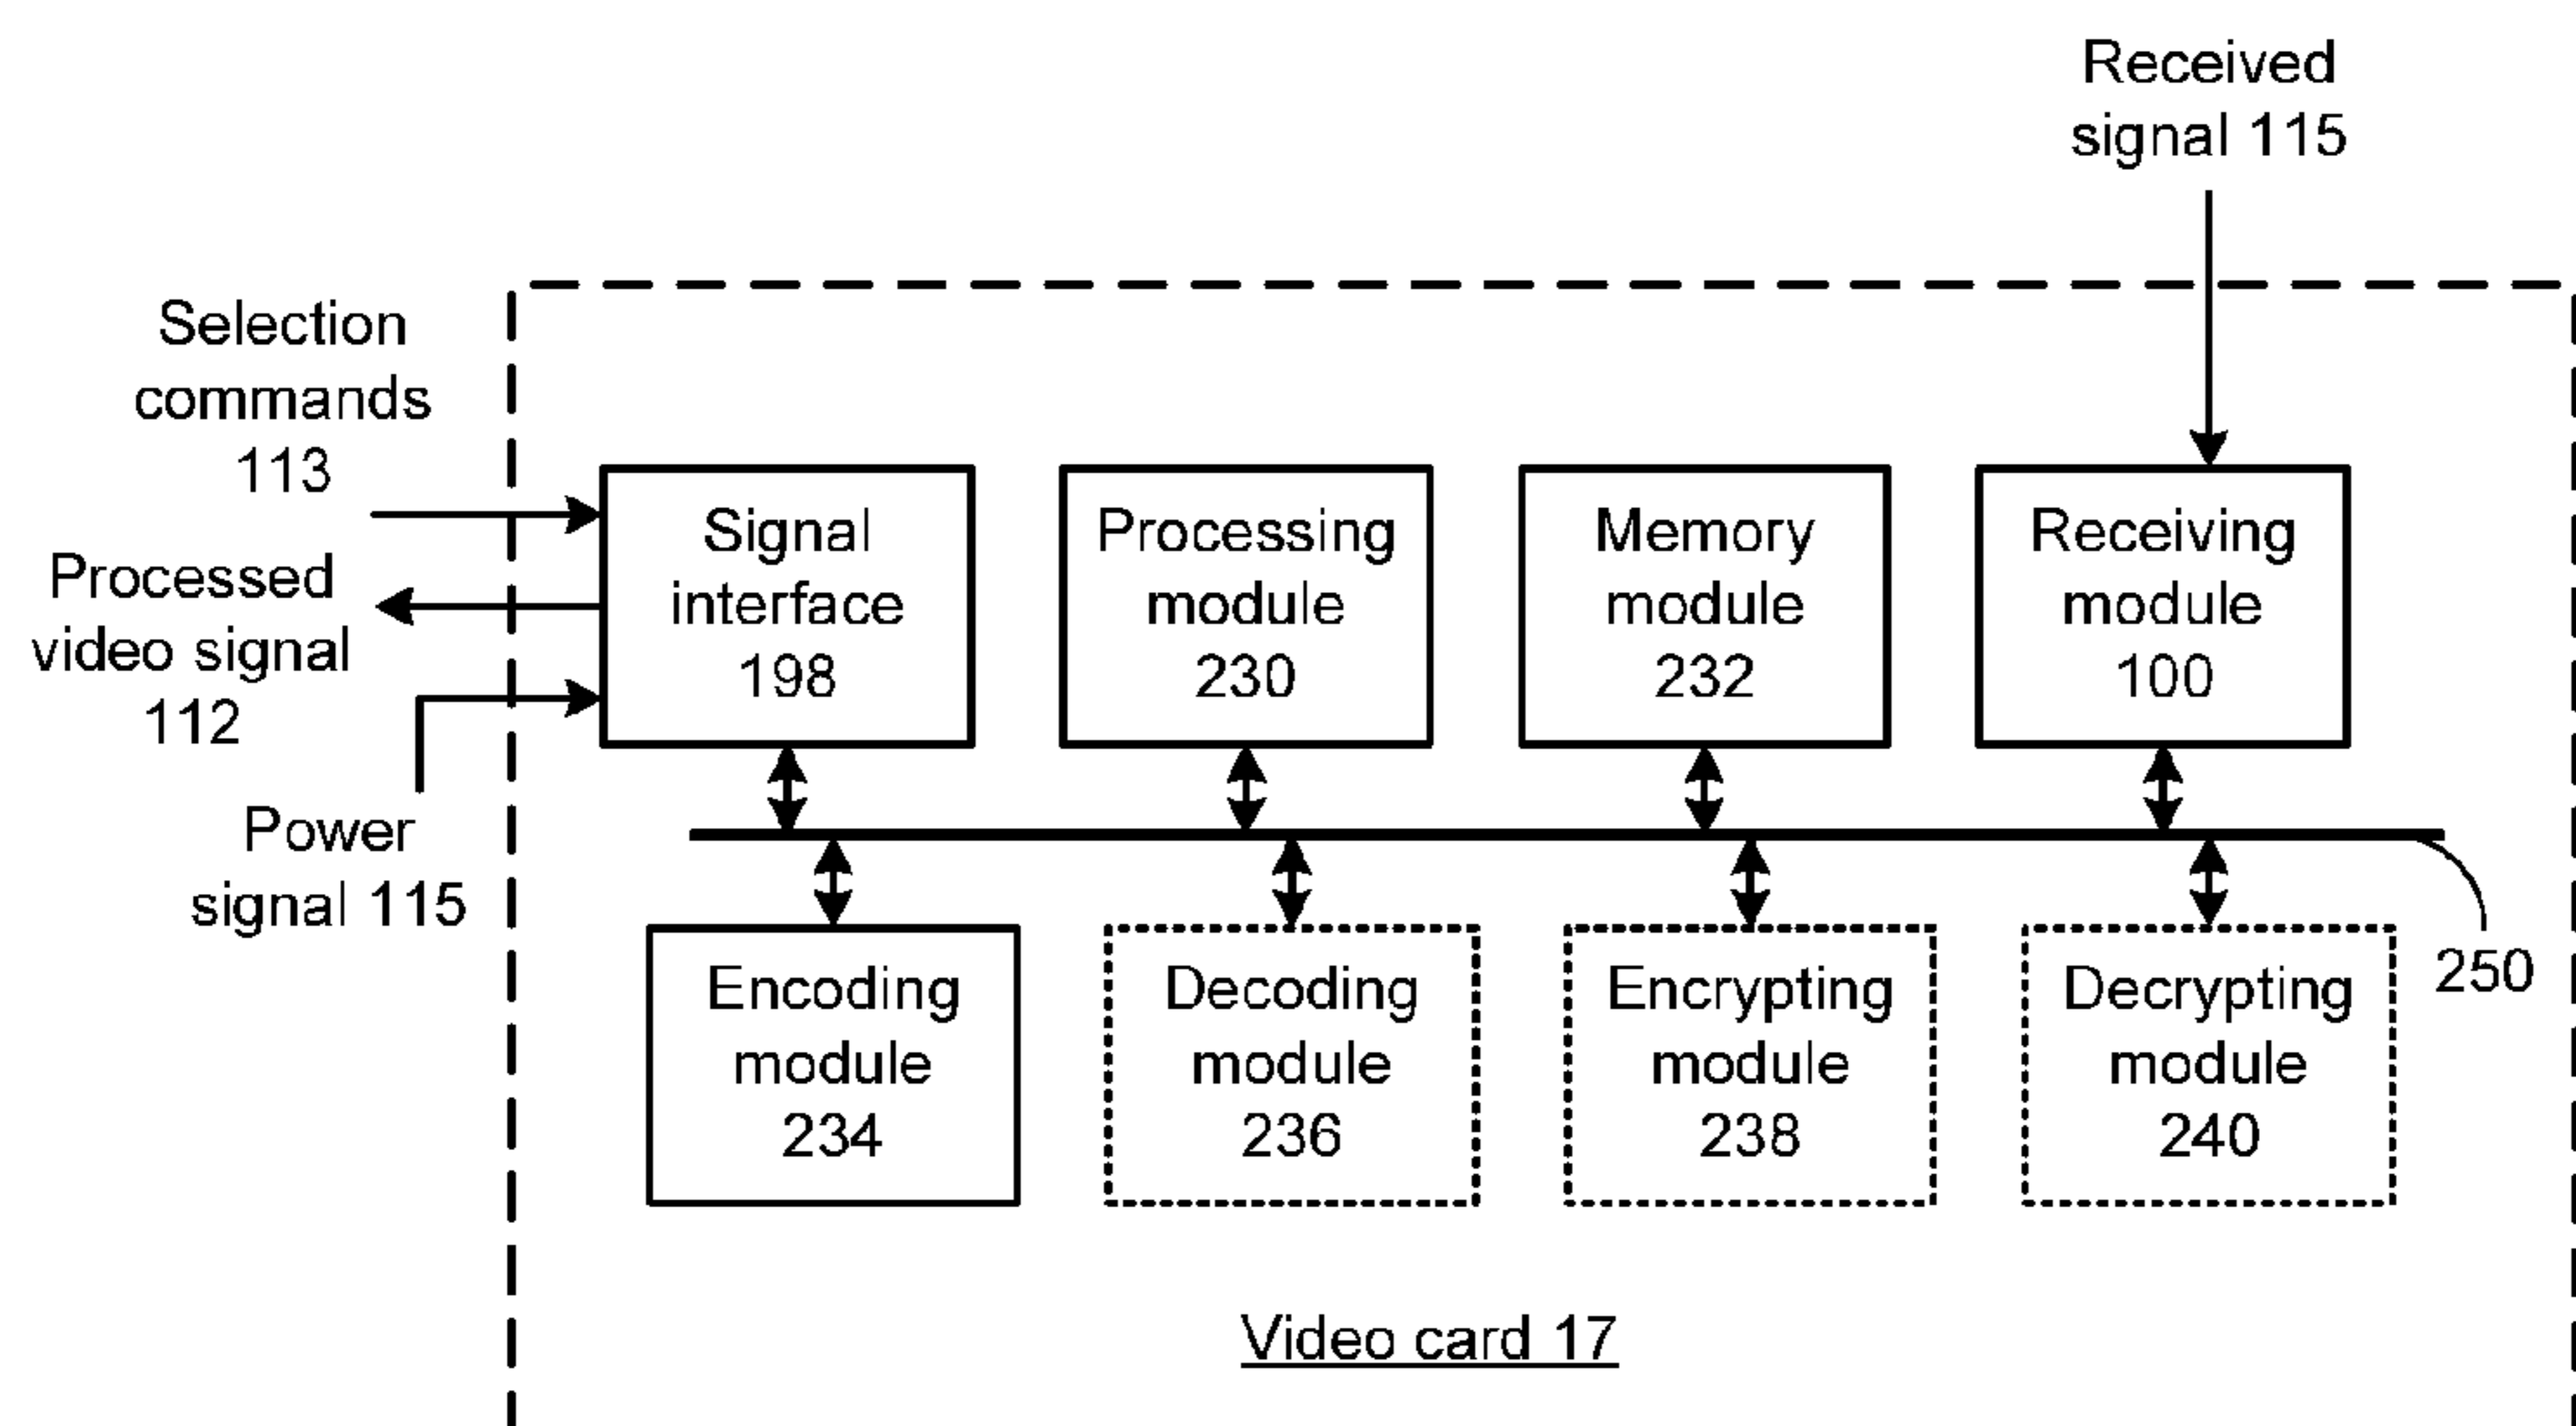 Received
signal 115
Selection
commands
113
Processed
video signal
112
Power
signal 115
Signal
interface
198
Processing
module
230
Memory
module
232
Receiving
module
100
Encoding
module
234
Decoding
module
236
Encrypting
module
238
Decrypting
module
240
250
Video card 17